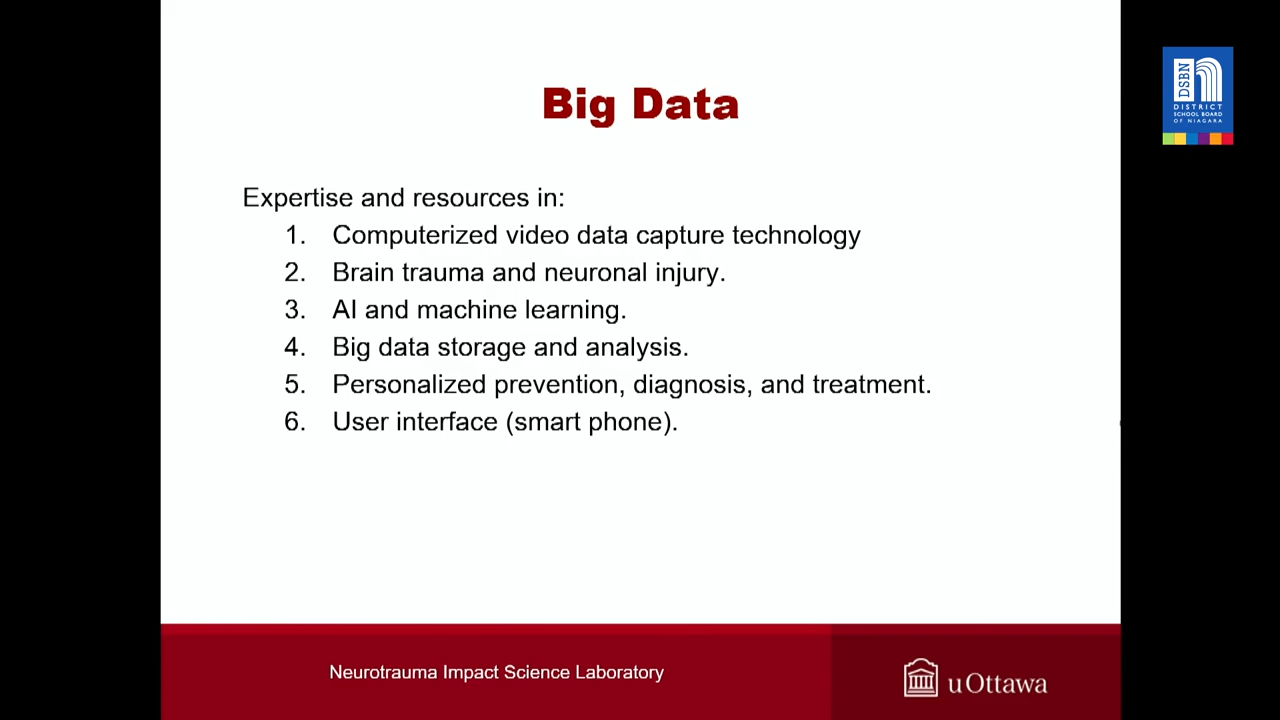 Big Data
Expertise and resources in:
1. Computerized video data capture technology
2. Brain trauma and neuronal injury.
3. AI and machine learning.
4. Big data storage and analysis.
5. Personalized prevention, diagnosis, and treatment.
6. User interface (smart phone).
Neurotrauma Impact Science Laboratory
uOttawa
DSBN
DISTRICT
SCHOOL BOARD
OF NIAGARA